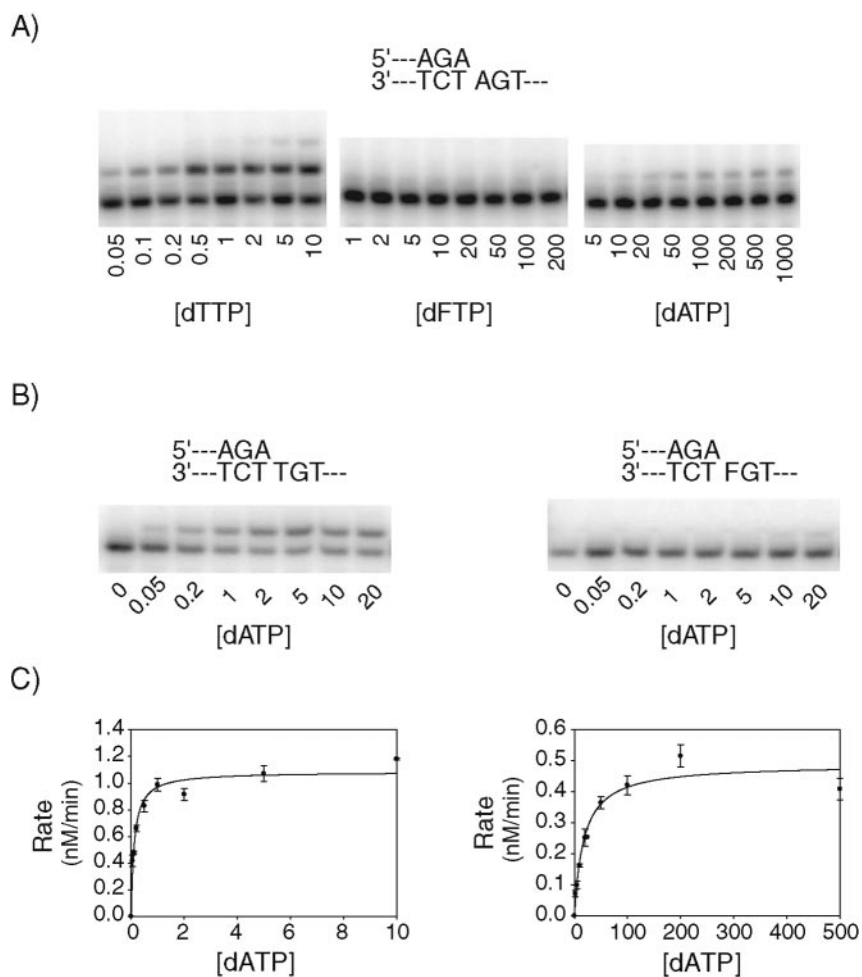 A)
5'---AGA
3'---TCT AGT---
0.05 0.1 0.2 0.5 1 2 5 10
[dTTP]
1 2 5 10 20 50 100 200
[dFTP]
5 10 20 50 100 200 500 1000
[dATP]
B)
5'---AGA
3'---TCT TGT---
0 0.05 0.2 1 2 5 10 20
[dATP]
5'---AGA
3'---TCT FGT---
0 0.05 0.2 1 2 5 10 20
[dATP]
C)
Rate
(nM/min)
1.4
1.2
1.0
0.8
0.6
0.4
0.2
0.0
0 2 4 6 8 10
[dATP]
Rate
(nM/min)
0.6
0.5
0.4
0.3
0.2
0.1
0.0
0 100 200 300 400 500
[dATP]